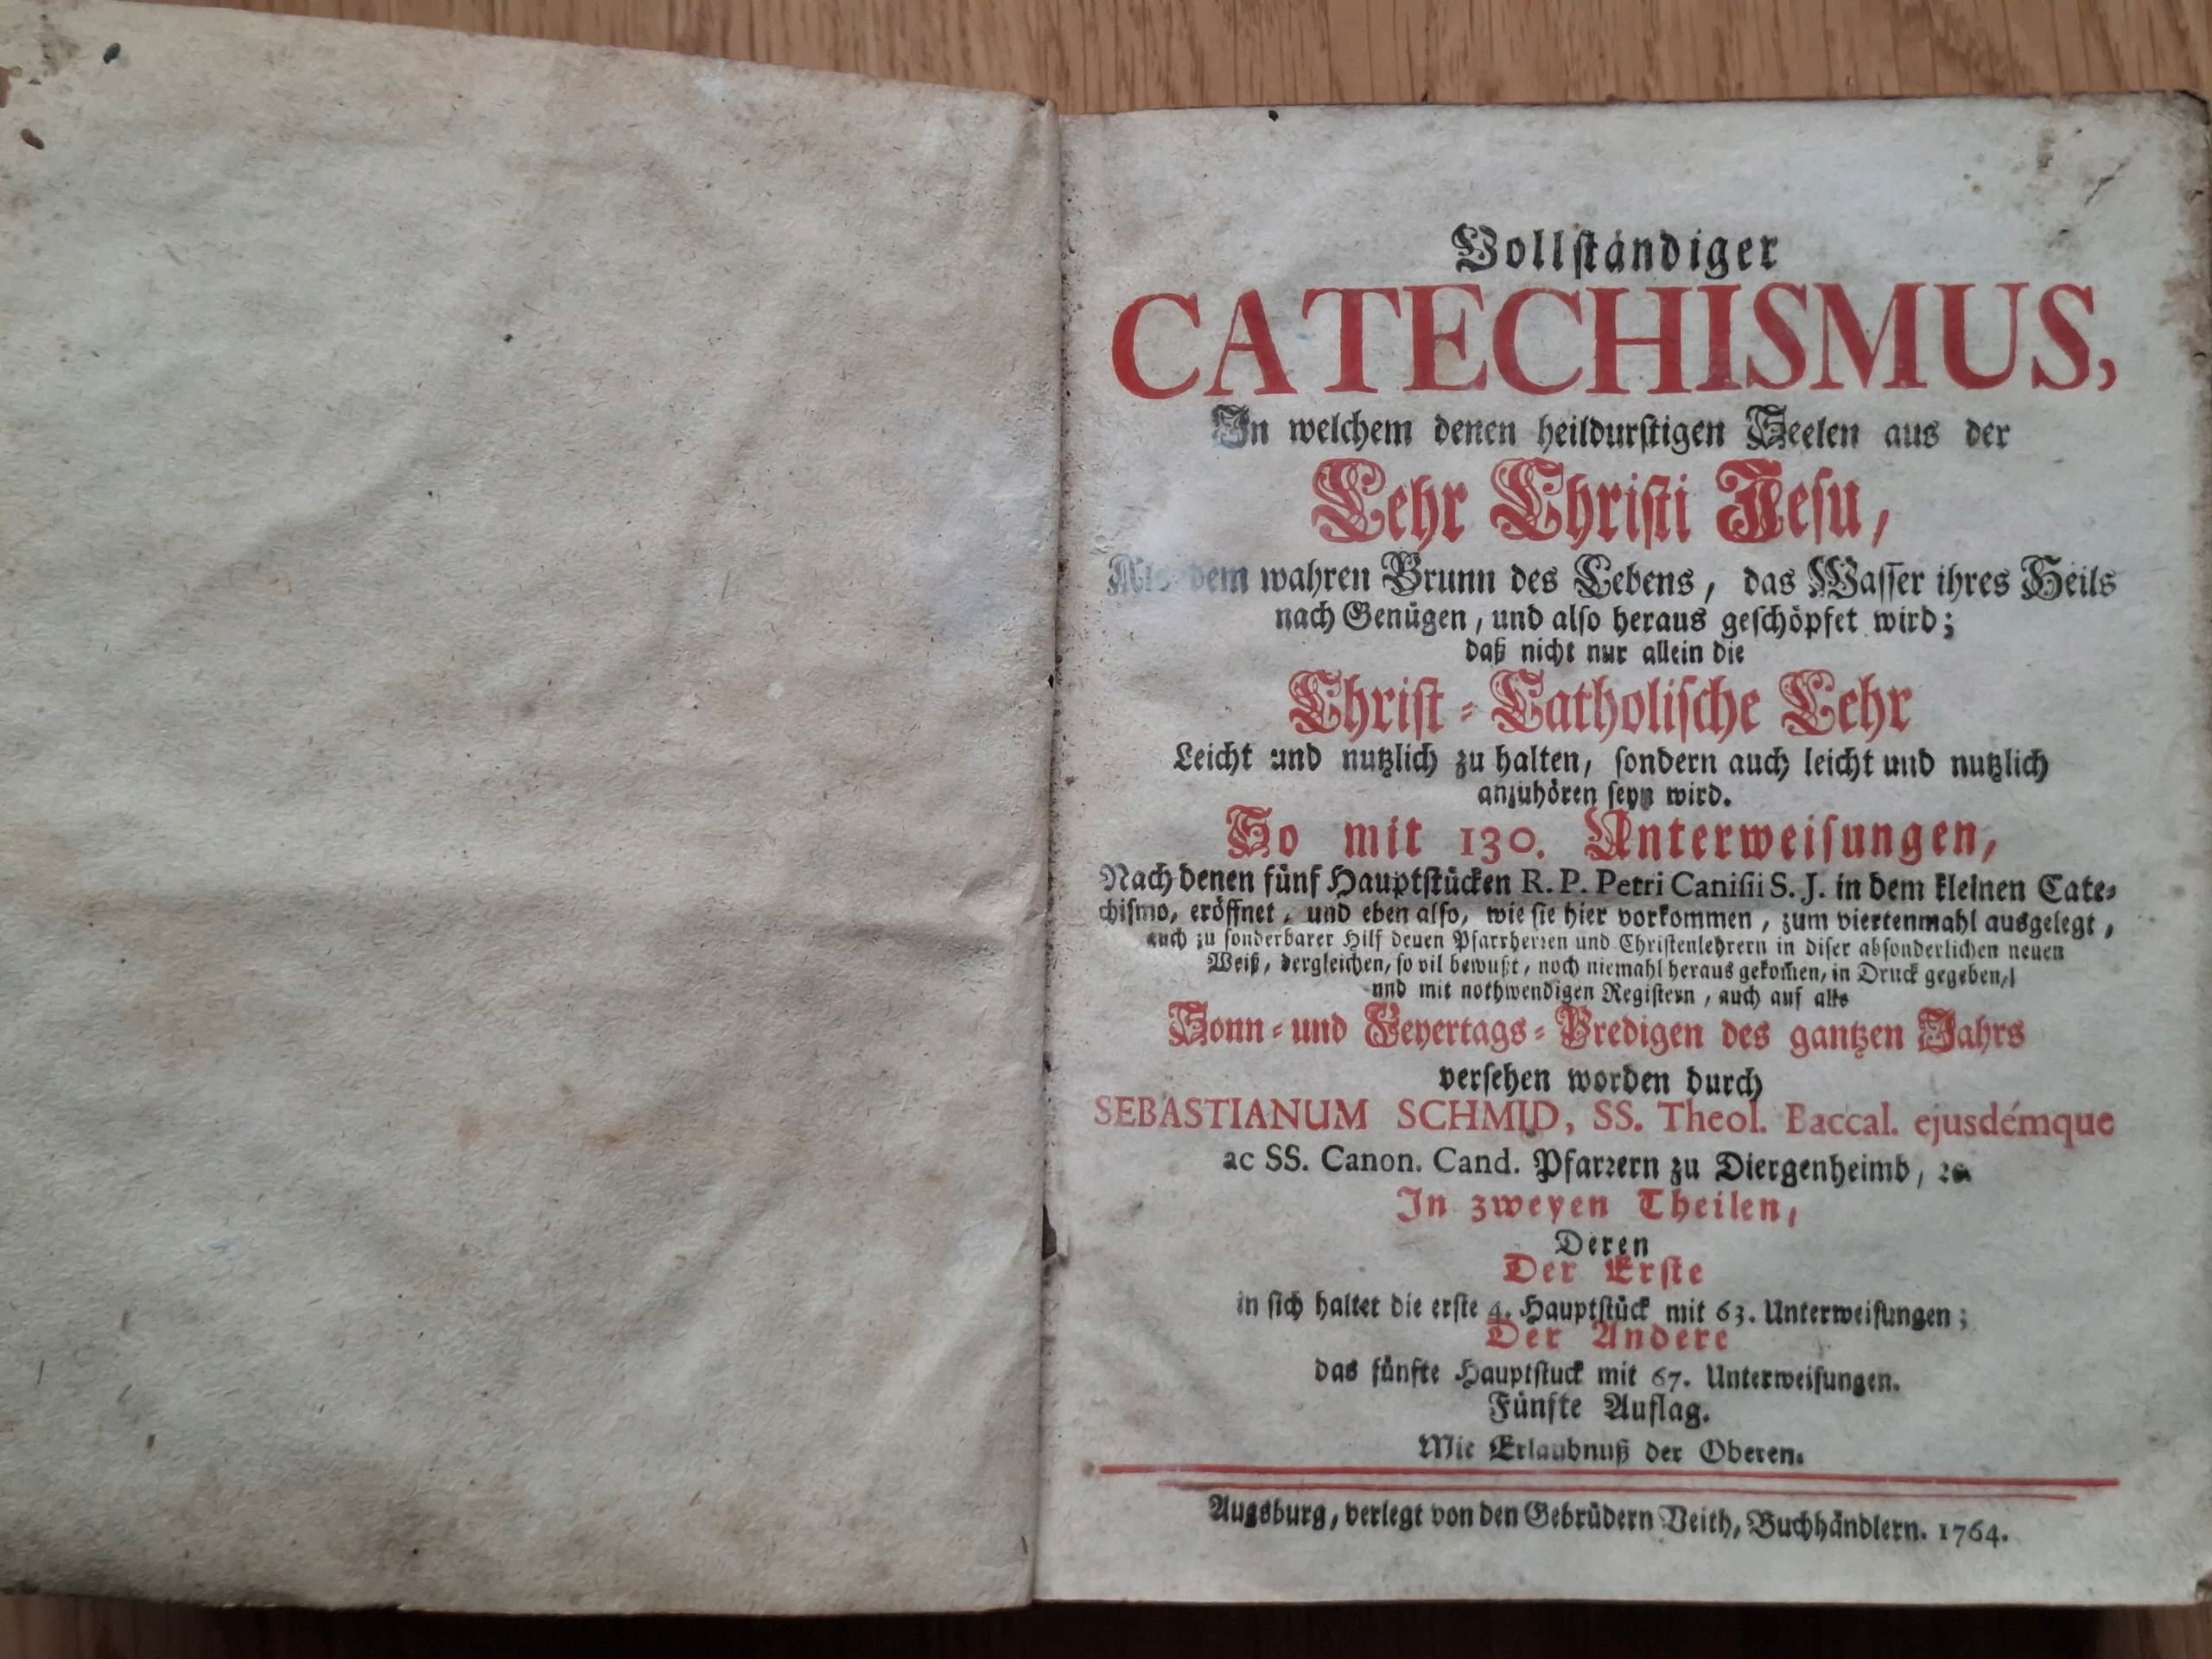 Vollständiger
CATECHISMUS,
In welchem denen heildurstigen Seelen aus der
Lehr Christi Jesu,
Als dem wahren Brunn des Lebens, das Wasser ihres Heils
nach Genügen, und also heraus geschöpfet wird;
daß nicht nur allein die
Christ-Catholische Lehr
Leicht und nutzlich zu halten, sondern auch leicht und nutzlich
anzuhören seyn wird.
So mit 130. Unterweisungen,
Nach denen fünf Hauptstücken R. P. Petri Canisii S. J. in dem kleinen Cate-
chismo, eröffnet, und eben also, wie sie hier vorkommen, zum viertenmahl ausgelegt,
auch zu sonderbarer Hilf denen Pfarrherren und Christenlehrern in diser absonderlichen neuen
Weiß, dergleichen, so vil bewußt, noch niemahl heraus gekom̃en, in Druck gegeben,
und mit nothwendigen Registern, auch auf alle
Sonn- und Feyertags-Predigen des gantzen Jahrs
versehen worden durch
SEBASTIANUM SCHMID, SS. Theol. Baccal. ejusdémque
ac SS. Canon. Cand. Pfarrern zu Diergenheimb, ꝛc.
In zweyen Theilen,
Deren
Der Erste
in sich haltet die erste 4. Hauptstück mit 63. Unterweisungen;
Der Andere
das fünfte Hauptstuck mit 67. Unterweisungen.
Fünfte Auflag.
Mit Erlaubnuß der Oberen.
Augsburg, verlegt von den Gebrüdern Veith, Buchhändlern. 1764.